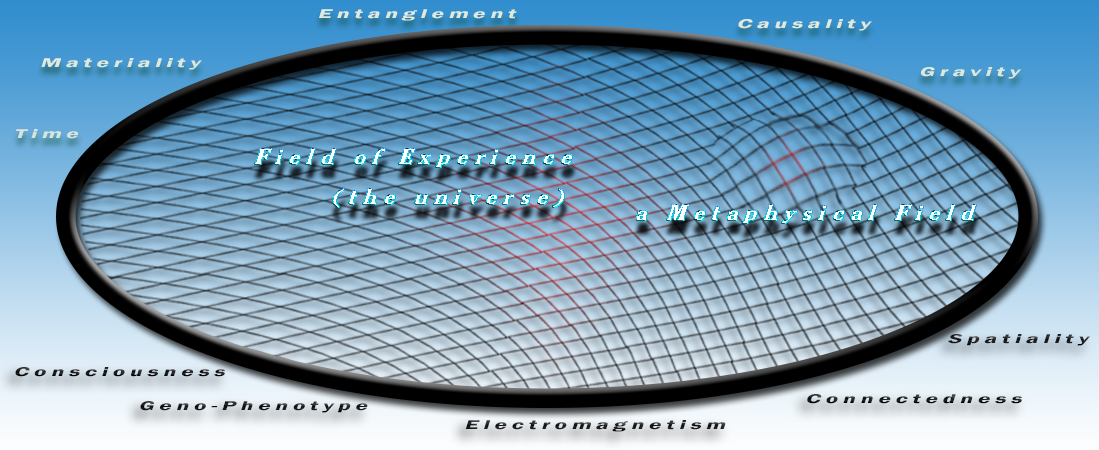 Entanglement
Causality
Materiality
Gravity
Time
Field of Experience
(the universe)
a Metaphysical Field
Spatiality
Consciousness
Connectedness
Geno-Phenotype
Electromagnetism